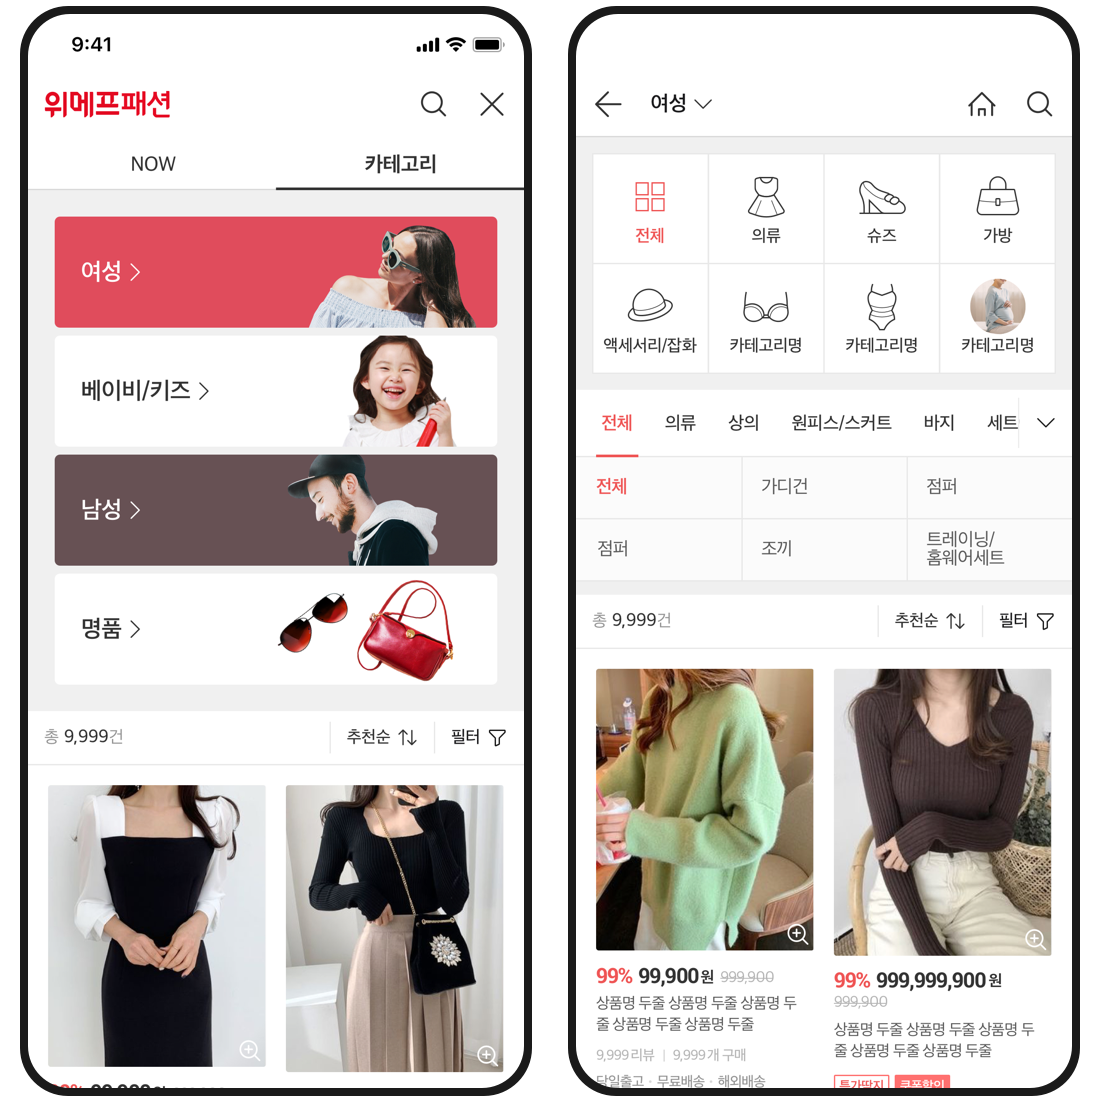 9:41
위메프패션
NOW
카테고리
여성
베이비/키즈
남성
명품
총 9,999건
추천순
필터
여성
전체
의류
슈즈
가방
액세서리/잡화
카테고리명
카테고리명
카테고리명
전체
의류
상의
원피스/스커트
바지
세트
전체
가디건
점퍼
점퍼
조끼
트레이닝/
홈웨어세트
총 9,999건
추천순
필터
99% 99,900원 999,900
상품명 두줄 상품명 두줄 상품명 두
줄 상품명 두줄 상품명 두줄
9,999 리뷰 | 9,999 개 구매
당일출고 · 무료배송 · 해외배송
99% 999,999,900원
999,900
상품명 두줄 상품명 두줄 상품명 두
줄 상품명 두줄 상품명 두줄
특가딱지
쿠폰할인